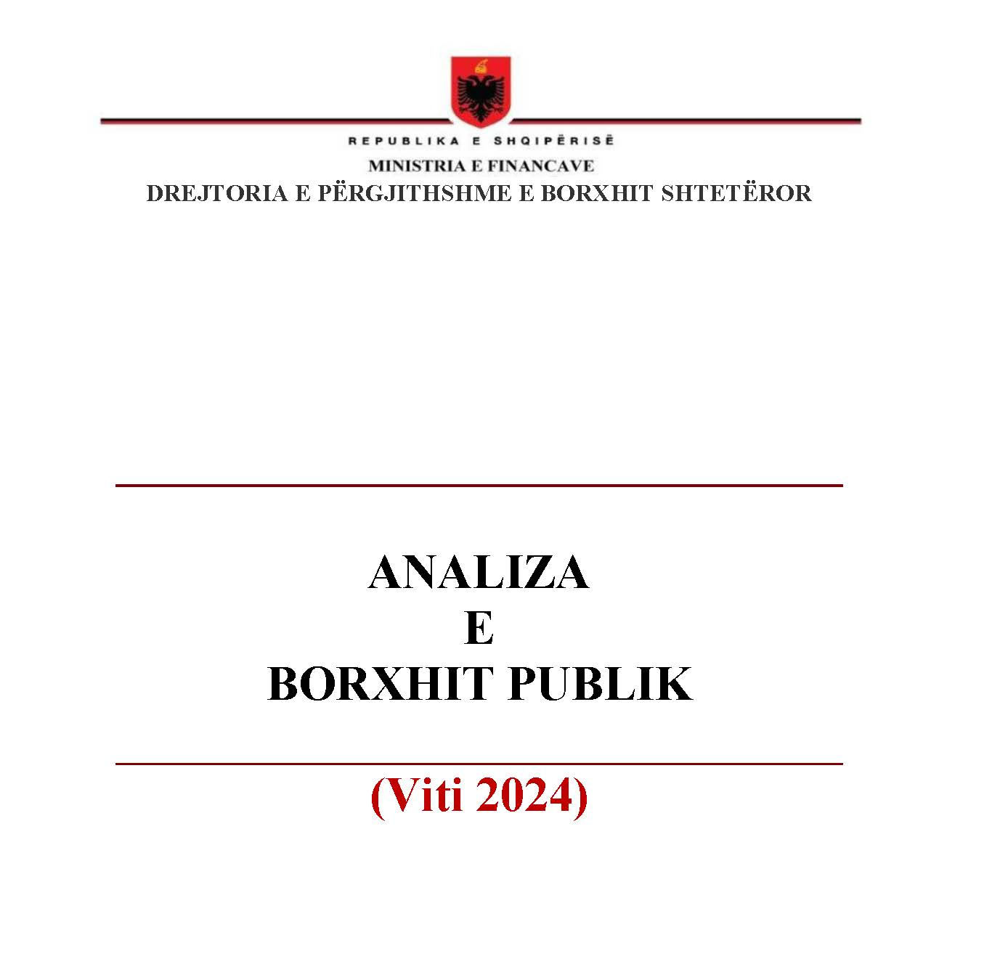 REPUBLIKA E SHQIPËRISË
MINISTRIA E FINANCAVE
DREJTORIA E PËRGJITHSHME E BORXHIT SHTETËROR
ANALIZA
E
BORXHIT PUBLIK
(Viti 2024)